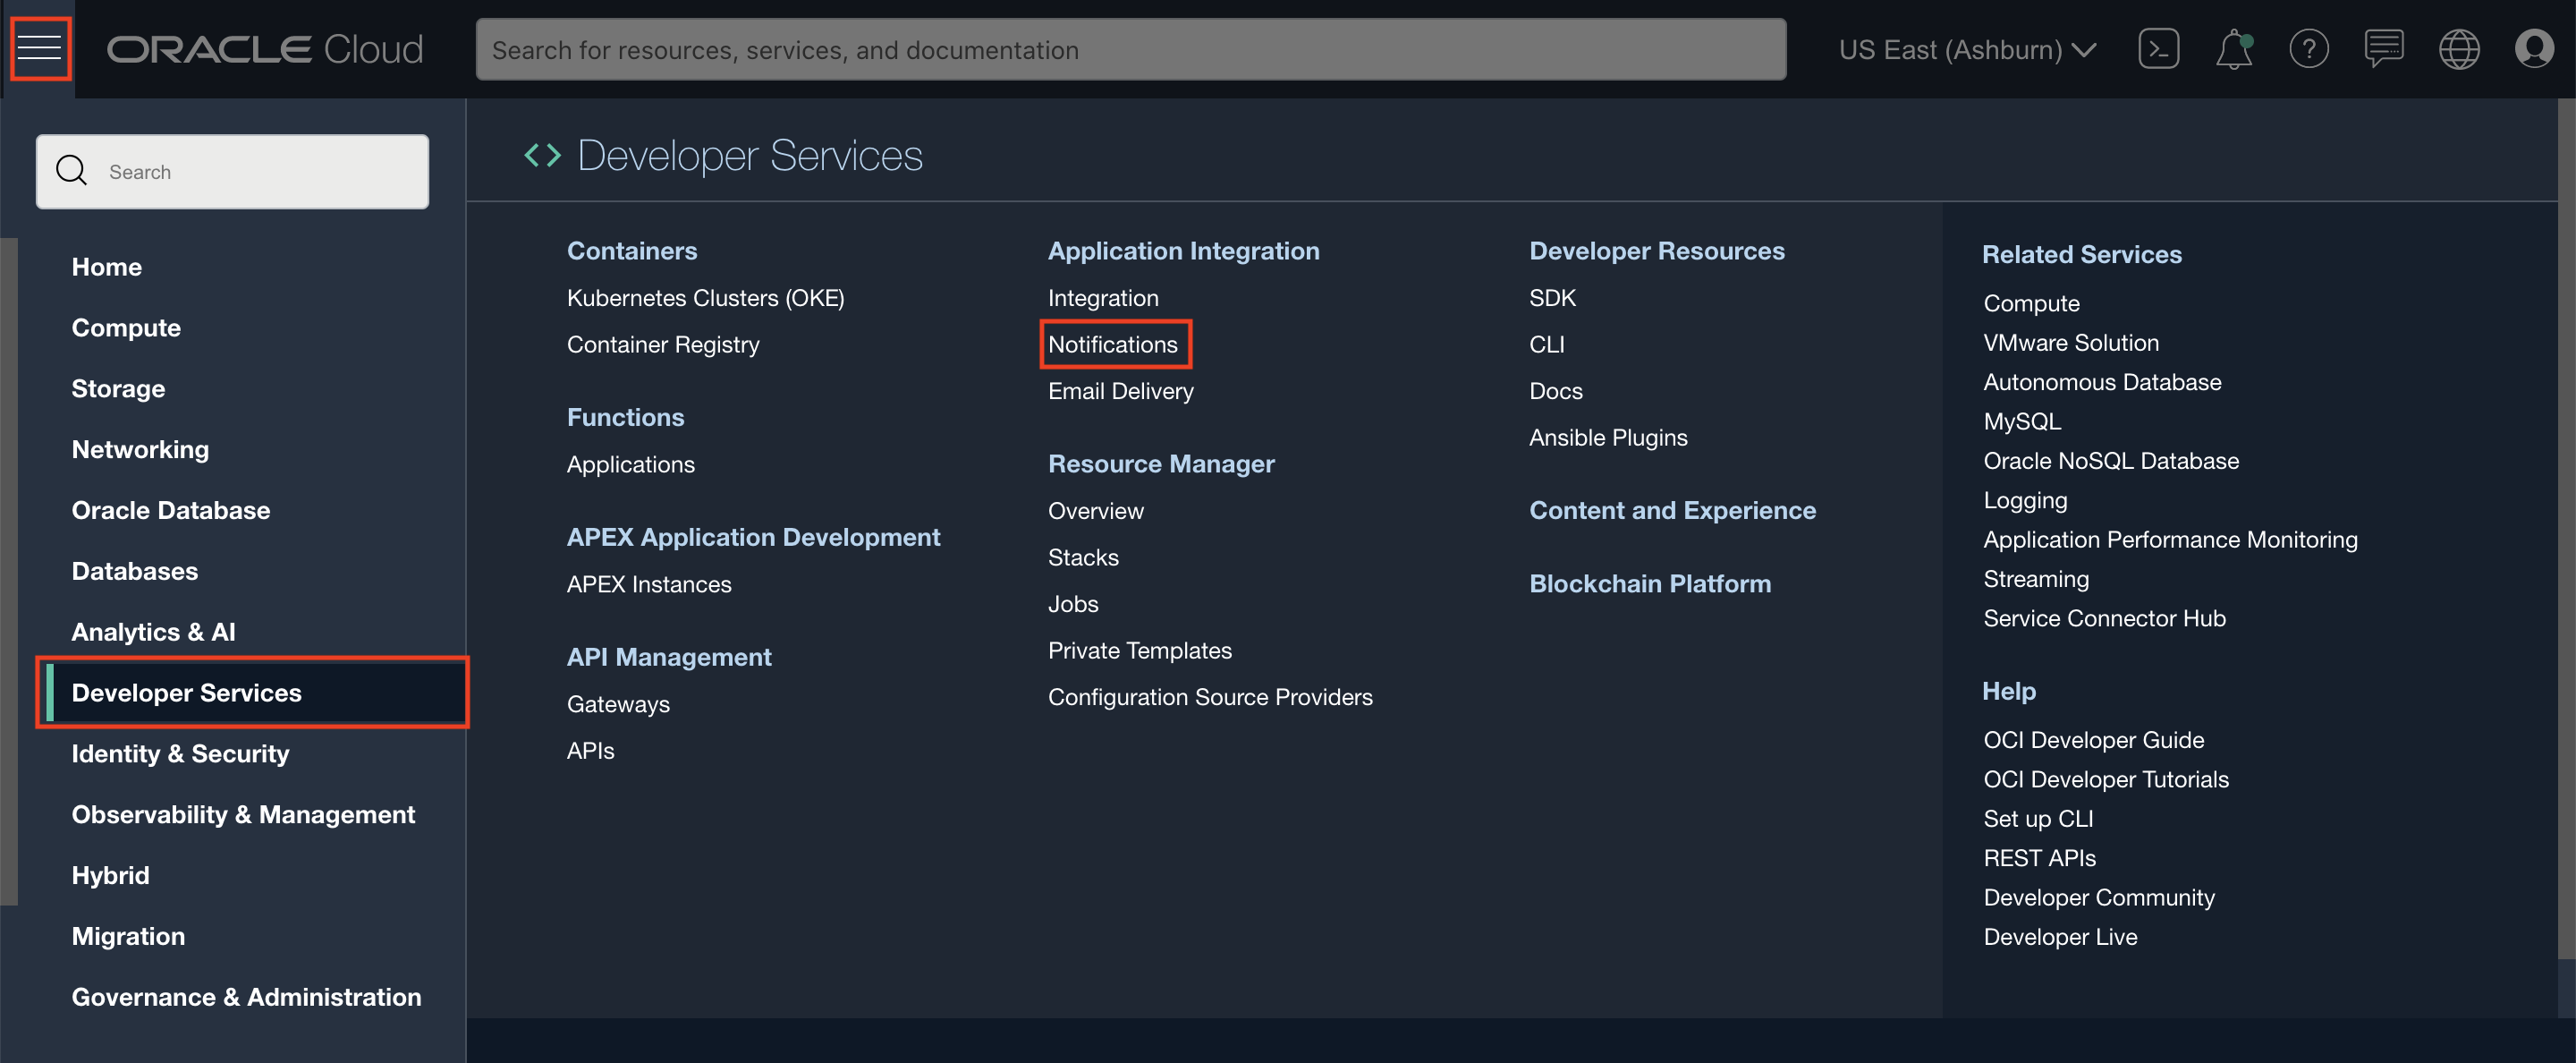 ORACLE Cloud
Search for resources, services, and documentation
US East (Ashburn)
Search
Home
Compute
Storage
Networking
Oracle Database
Databases
Analytics & AI
Developer Services
Identity & Security
Observability & Management
Hybrid
Migration
Governance & Administration
Developer Services
Containers
Kubernetes Clusters (OKE)
Container Registry
Functions
Applications
APEX Application Development
APEX Instances
API Management
Gateways
APIs
Application Integration
Integration
Notifications
Email Delivery
Resource Manager
Overview
Stacks
Jobs
Private Templates
Configuration Source Providers
Developer Resources
SDK
CLI
Docs
Ansible Plugins
Content and Experience
Blockchain Platform
Related Services
Compute
VMware Solution
Autonomous Database
MySQL
Oracle NoSQL Database
Logging
Application Performance Monitoring
Streaming
Service Connector Hub
Help
OCI Developer Guide
OCI Developer Tutorials
Set up CLI
REST APIs
Developer Community
Developer Live